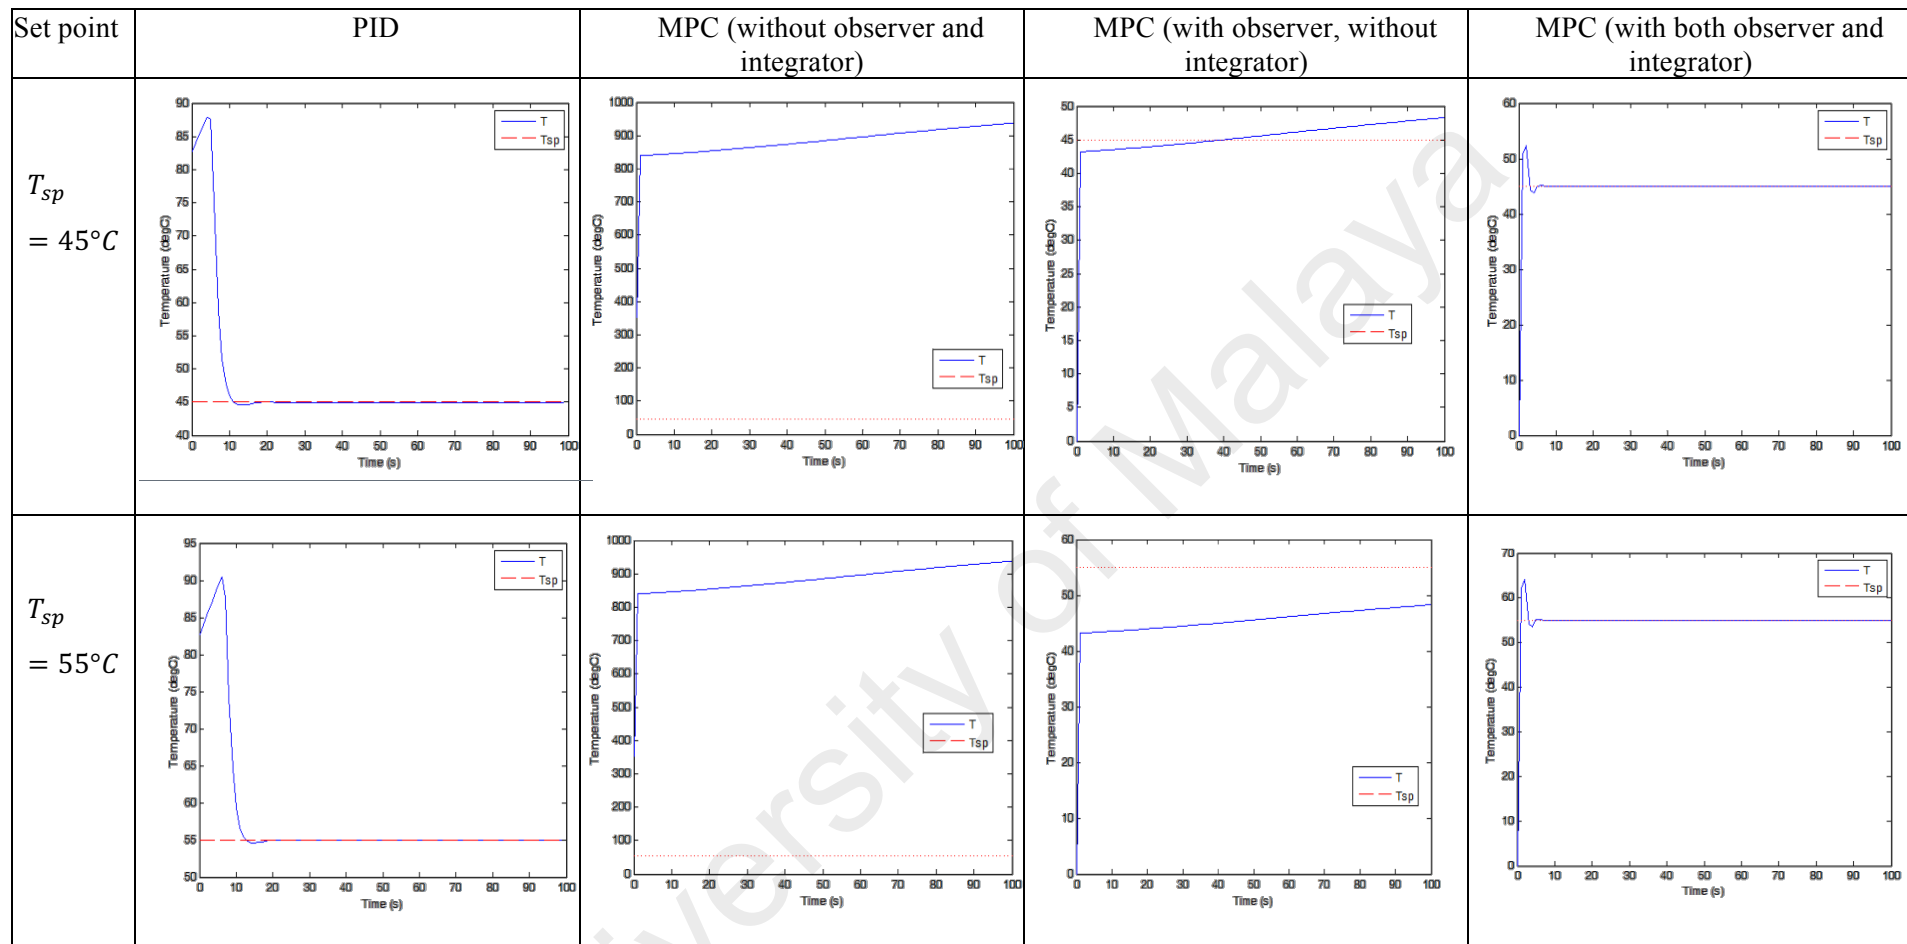 Set point
PID
MPC (without observer and
integrator)
MPC (with observer, without
integrator)
MPC (with both observer and
integrator)
T_sp
= 45°C
90
85
80
75
70
65
60
55
50
45
40
0 10 20 30 40 50 60 70 80 90 100
Temperature (degC)
Time (s)
T
Tsp
1000
900
800
700
600
500
400
300
200
100
0
0 10 20 30 40 50 60 70 80 90 100
Temperature (degC)
Time (s)
T
Tsp
50
45
40
35
30
25
20
15
10
5
0
0 10 20 30 40 50 60 70 80 90 100
Temperature (degC)
Time (s)
T
Tsp
60
50
40
30
20
10
0
0 10 20 30 40 50 60 70 80 90 100
Temperature (degC)
Time (s)
T
Tsp
T_sp
= 55°C
95
90
85
80
75
70
65
60
55
50
0 10 20 30 40 50 60 70 80 90 100
Temperature (degC)
Time (s)
T
Tsp
1000
900
800
700
600
500
400
300
200
100
0
0 10 20 30 40 50 60 70 80 90 100
Temperature (degC)
Time (s)
T
Tsp
60
50
40
30
20
10
0
0 10 20 30 40 50 60 70 80 90 100
Temperature (degC)
Time (s)
T
Tsp
70
60
50
40
30
20
10
0
0 10 20 30 40 50 60 70 80 90 100
Temperature (degC)
Time (s)
T
Tsp
versity of Malaya